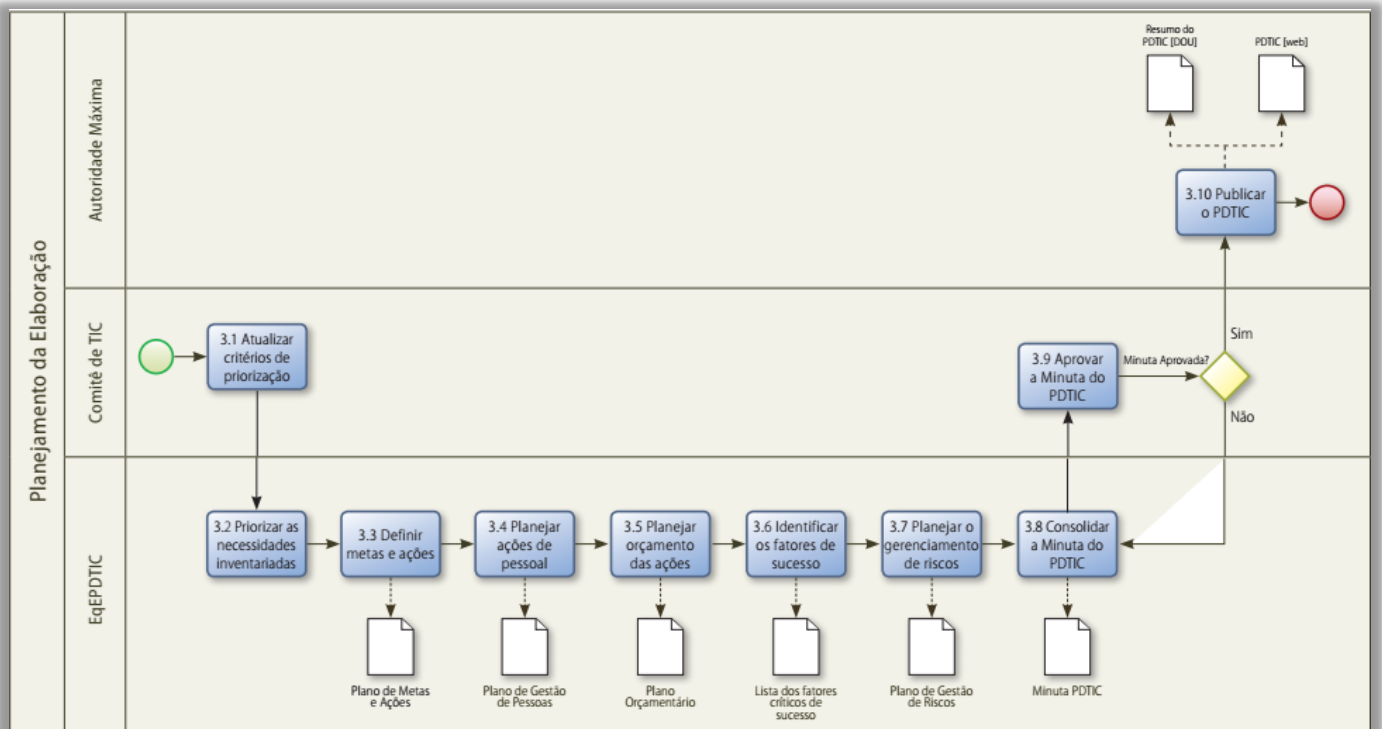 Planejamento da Elaboração
Autoridade Máxima
Resumo do
PDTIC [DOU]
PDTIC [web]
3.10 Publicar
o PDTIC
Comitê de TIC
3.1 Atualizar
critérios de
priorização
3.9 Aprovar
a Minuta do
PDTIC
Minuta Aprovada?
Sim
Não
EqEPDTIC
3.2 Priorizar as
necessidades
inventariadas
3.3 Definir
metas e ações
3.4 Planejar
ações de
pessoal
3.5 Planejar
orçamento
das ações
3.6 Identificar
os fatores de
sucesso
3.7 Planejar o
gerenciamento
de riscos
3.8 Consolidar
a Minuta do
PDTIC
Plano de Metas
e Ações
Plano de Gestão
de Pessoas
Plano
Orçamentário
Lista dos fatores
críticos de
sucesso
Plano de Gestão
de Riscos
Minuta PDTIC